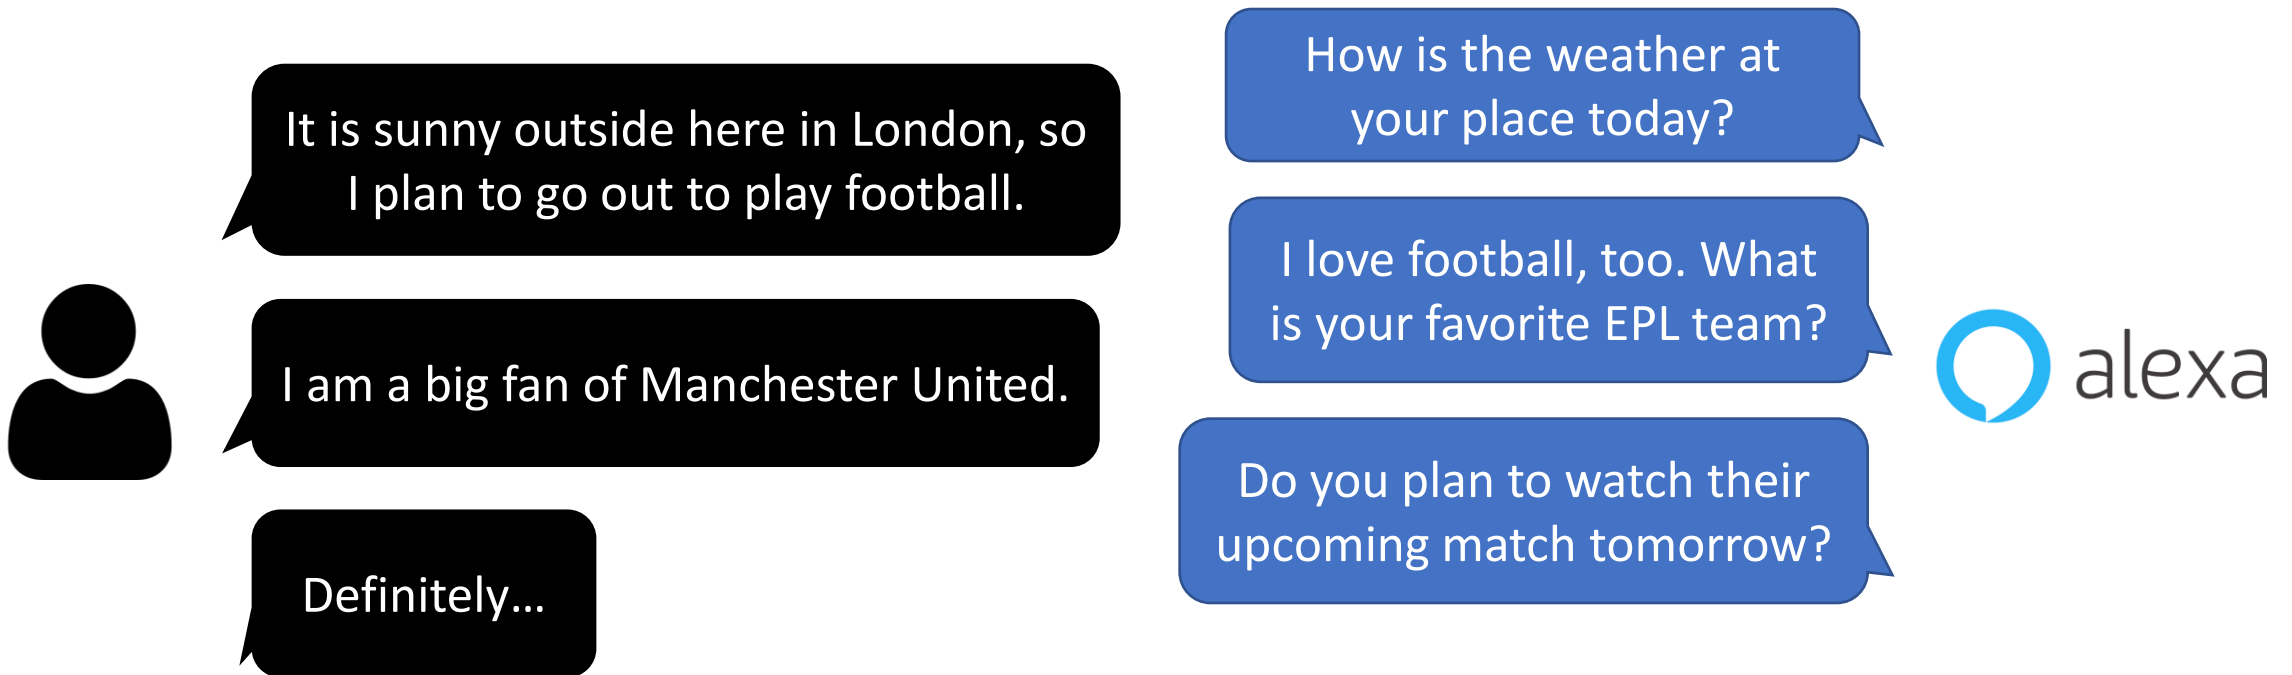 How is the weather at
your place today?
It is sunny outside here in London, so
I plan to go out to play football.
I love football, too. What
is your favorite EPL team?
I am a big fan of Manchester United.
Do you plan to watch their
upcoming match tomorrow?
Definitely...
alexa